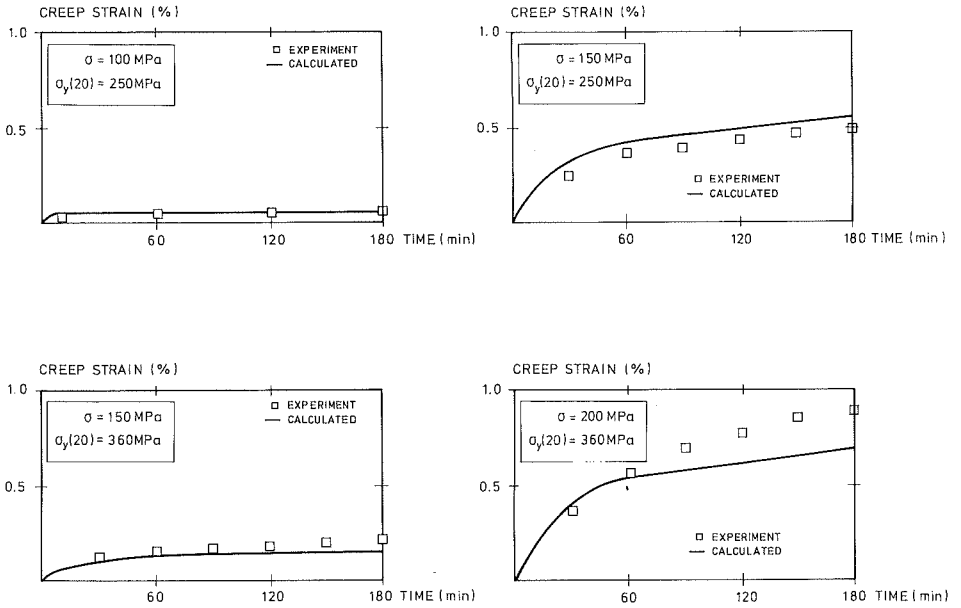 CREEP STRAIN (%)
1.0
0.5
σ = 100 MPa
σy(20) = 250MPa
EXPERIMENT
CALCULATED
60
120
180 TIME (min)
CREEP STRAIN (%)
1.0
0.5
σ = 150 MPa
σy(20) = 250MPa
EXPERIMENT
CALCULATED
60
120
180 TIME (min)
CREEP STRAIN (%)
1.0
0.5
σ = 150 MPa
σy(20) = 360MPa
EXPERIMENT
CALCULATED
60
120
180 TIME (min)
CREEP STRAIN (%)
1.0
0.5
σ = 200 MPa
σy(20) = 360MPa
EXPERIMENT
CALCULATED
60
120
180 TIME (min)